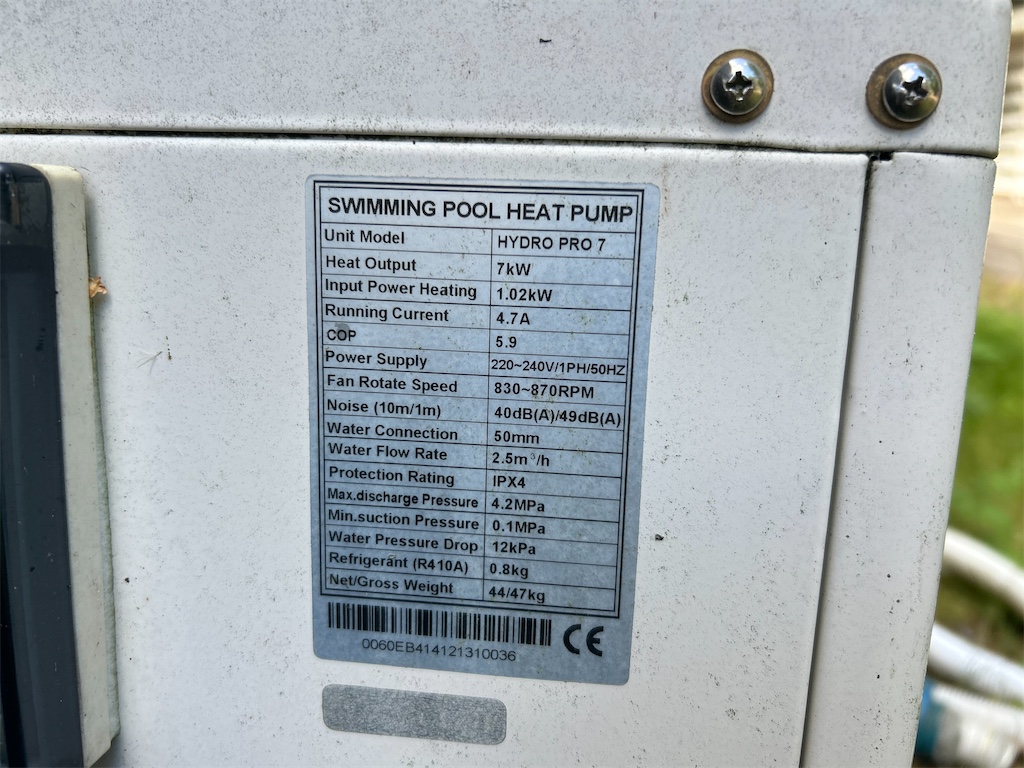 SWIMMING POOL HEAT PUMP
Unit Model HYDRO PRO 7
Heat Output 7kW
Input Power Heating 1.02kW
Running Current 4.7A
COP 5.9
Power Supply 220~240V/1PH/50HZ
Fan Rotate Speed 830~870RPM
Noise (10m/1m) 40dB(A)/49dB(A)
Water Connection 50mm
Water Flow Rate 2.5m³/h
Protection Rating IPX4
Max.discharge Pressure 4.2MPa
Min.suction Pressure 0.1MPa
Water Pressure Drop 12kPa
Refrigerant (R410A) 0.8kg
Net/Gross Weight 44/47kg
CE
0060EB414121310036